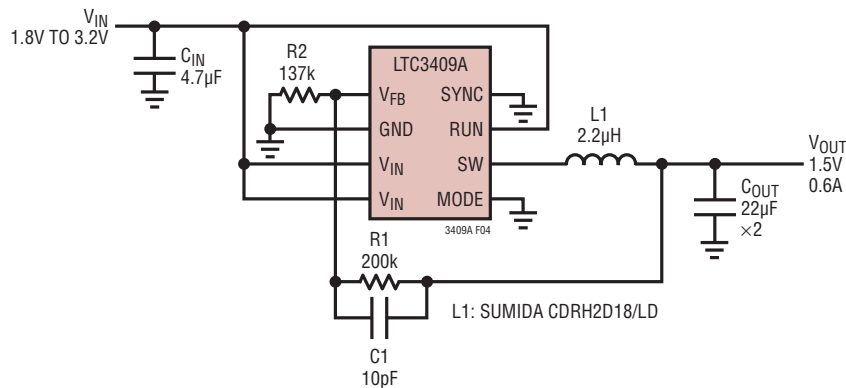 VIN
1.8V TO 3.2V
CIN
4.7µF
R2
137k
LTC3409A
VFB
GND
VIN
VIN
SYNC
RUN
SW
MODE
3409A F04
L1
2.2µH
VOUT
1.5V
0.6A
COUT
22µF
×2
R1
200k
C1
10pF
L1: SUMIDA CDRH2D18/LD